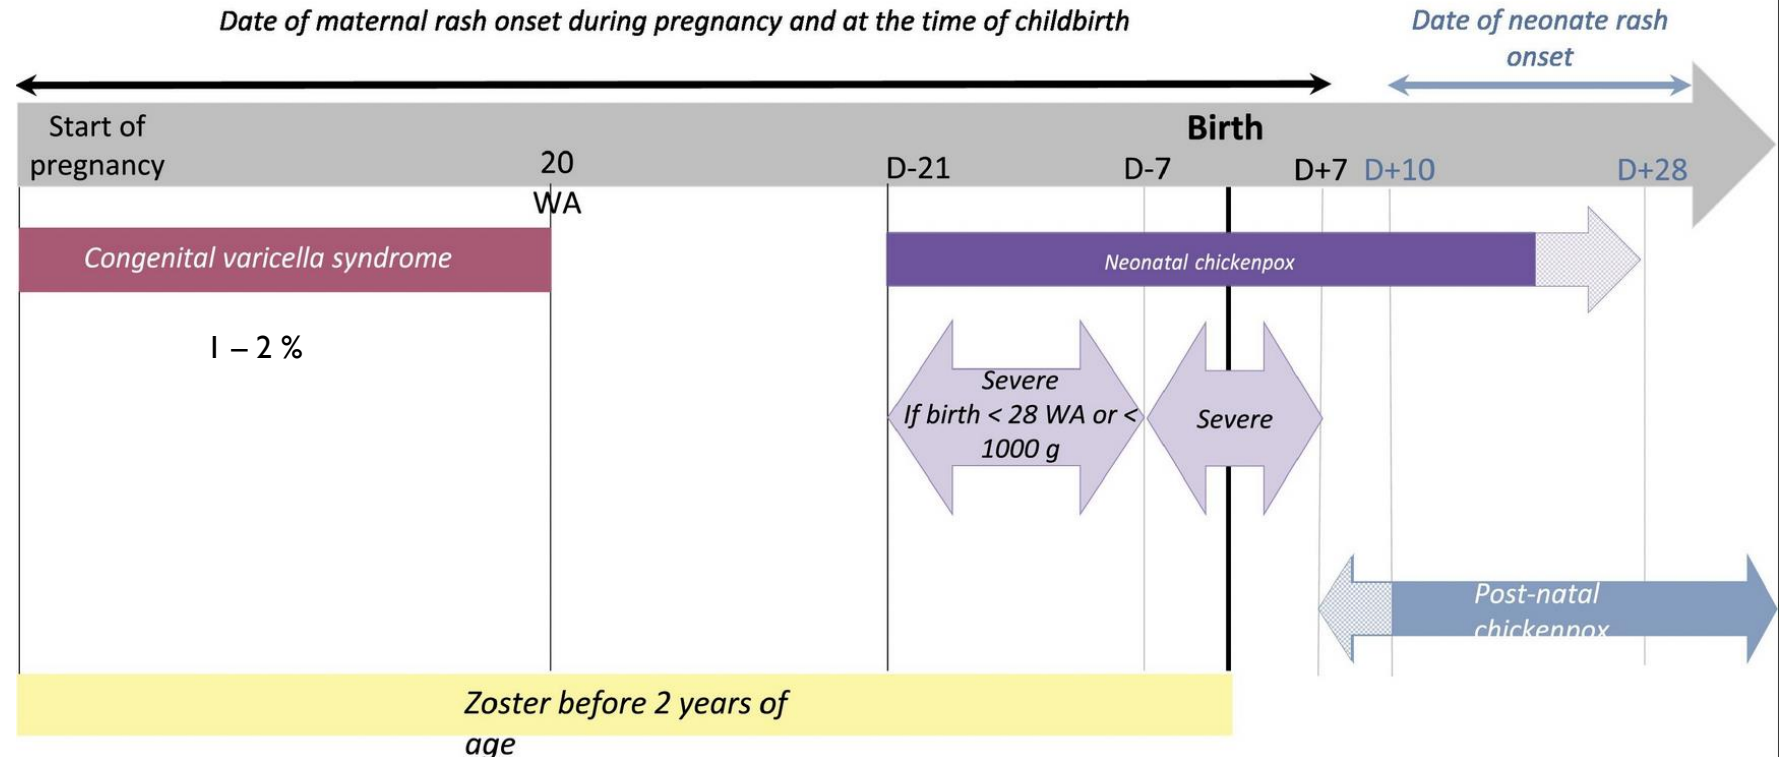 Date of maternal rash onset during pregnancy and at the time of childbirth
Date of neonate rash
onset
Start of
pregnancy
20
WA
D-21
D-7
Birth
D+7
D+10
D+28
Congenital varicella syndrome
Neonatal chickenpox
1 – 2 %
Severe
If birth < 28 WA or <
1000 g
Severe
Post-natal
chickenpox
Zoster before 2 years of
age